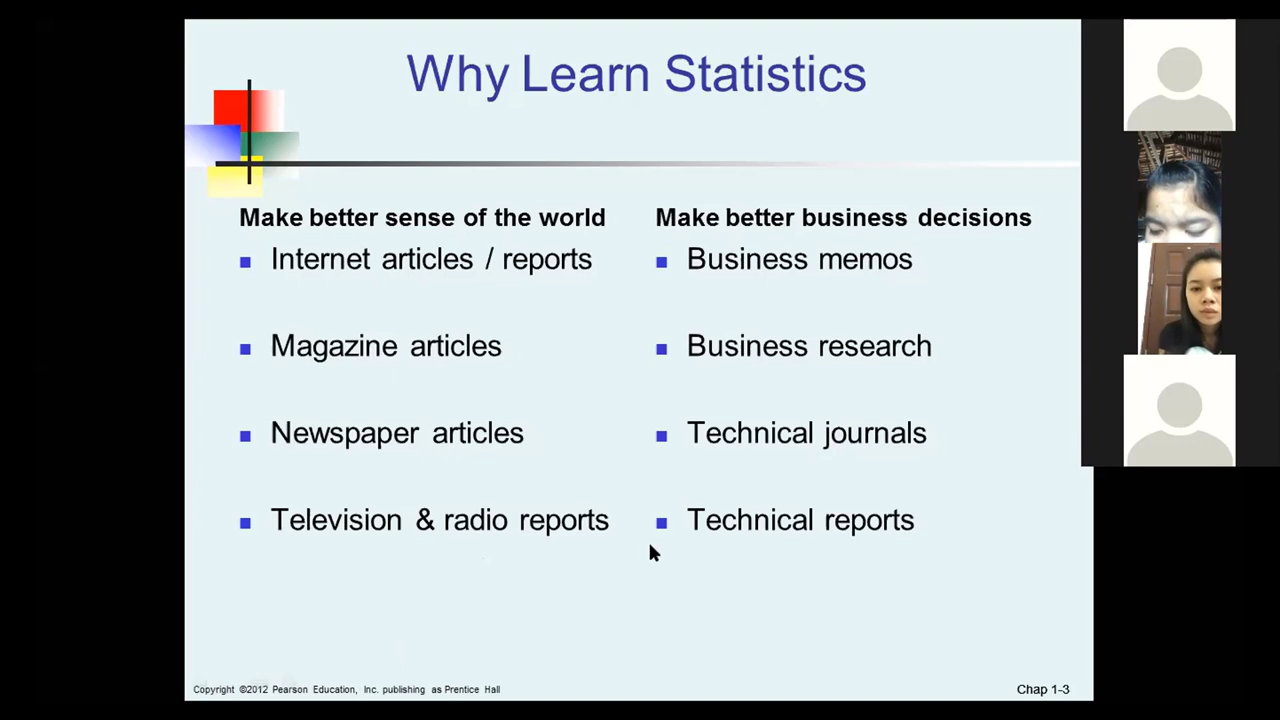 Why Learn Statistics
Make better sense of the world
Internet articles / reports
Magazine articles
Newspaper articles
Television & radio reports
Make better business decisions
Business memos
Business research
Technical journals
Technical reports
Copyright ©2012 Pearson Education, Inc. publishing as Prentice Hall
Chap 1-3